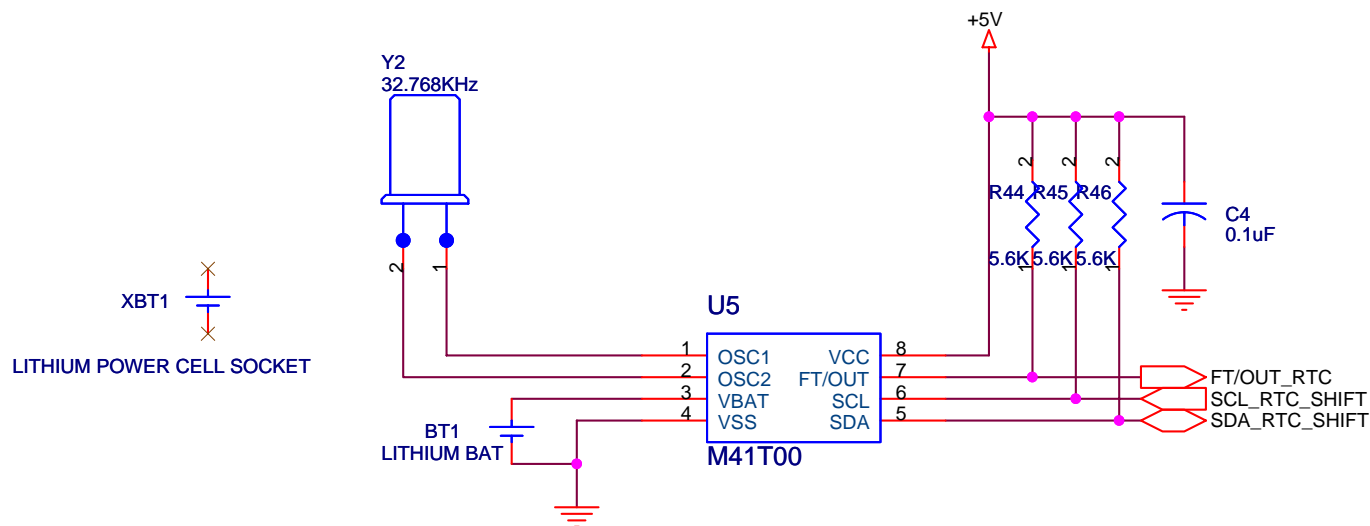 +5V
Y2
32.768KHz
2 2 2
R44 R45 R46
C4
0.1uF
5.6K 5.6K 5.6K
1 1 1
2 1
XBT1
LITHIUM POWER CELL SOCKET
U5
1 OSC1 VCC 8
2 OSC2 FT/OUT 7 FT/OUT_RTC
3 VBAT SCL 6 SCL_RTC_SHIFT
4 VSS SDA 5 SDA_RTC_SHIFT
BT1
LITHIUM BAT
M41T00